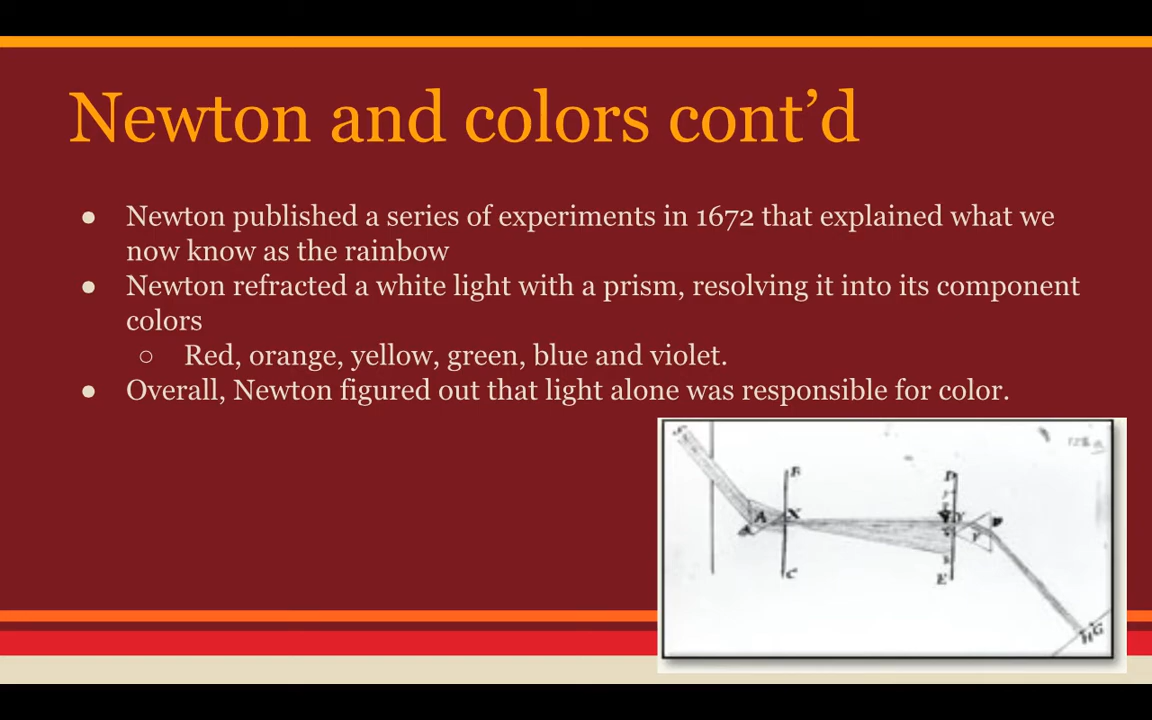 Newton and colors cont’d
● Newton published a series of experiments in 1672 that explained what we
now know as the rainbow
● Newton refracted a white light with a prism, resolving it into its component
colors
○ Red, orange, yellow, green, blue and violet.
● Overall, Newton figured out that light alone was responsible for color.
S
B
D
A X
Y
C
E
H G